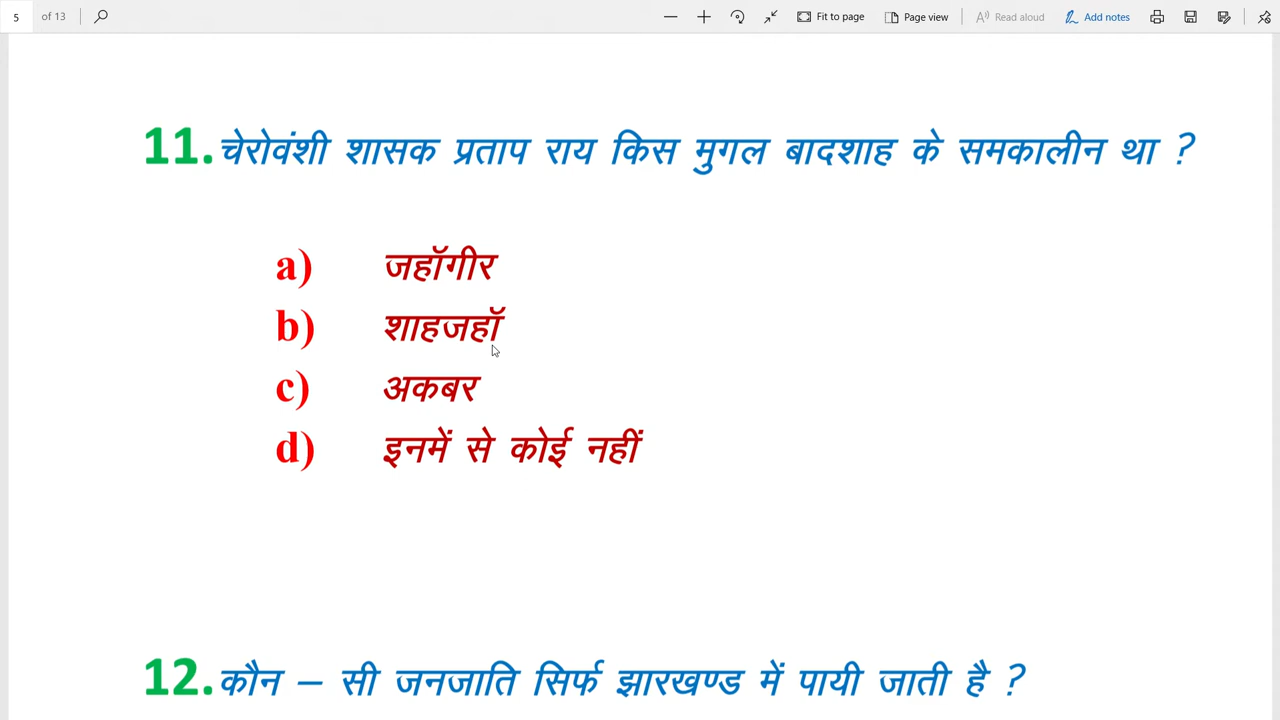 5 of 13 Fit to page Page view Read aloud Add notes
11. चेरोवंशी शासक प्रताप राय किस मुगल बादशाह के समकालीन था ?
a) जहॉगीर
b) शाहजहॉ
c) अकबर
d) इनमें से कोई नहीं
12. कौन – सी जनजाति सिर्फ झारखण्ड में पायी जाती है ?